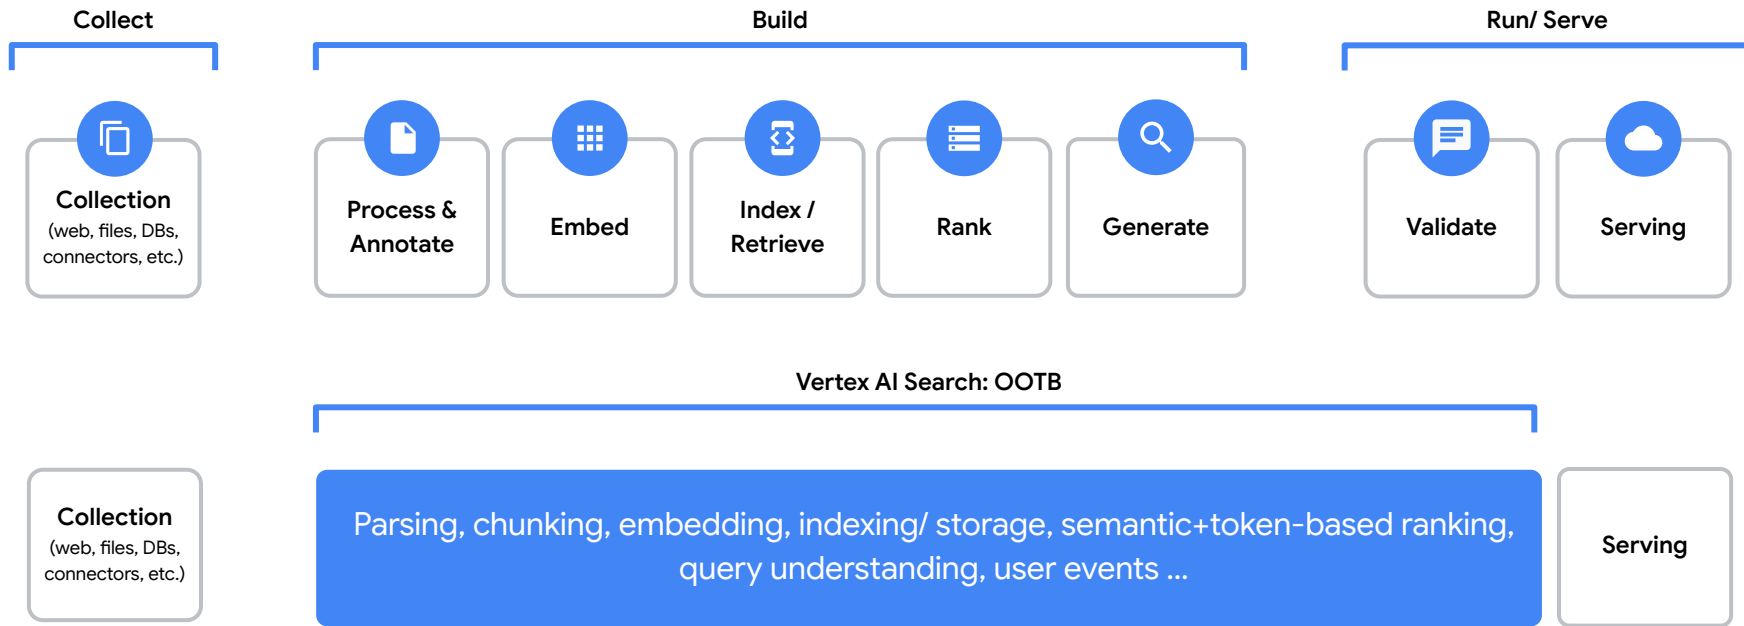 Collect
Build
Run/ Serve
Collection
(web, files, DBs,
connectors, etc.)
Process &
Annotate
Embed
Index /
Retrieve
Rank
Generate
Validate
Serving
Vertex AI Search: OOTB
Collection
(web, files, DBs,
connectors, etc.)
Parsing, chunking, embedding, indexing/ storage, semantic+token-based ranking,
query understanding, user events ...
Serving